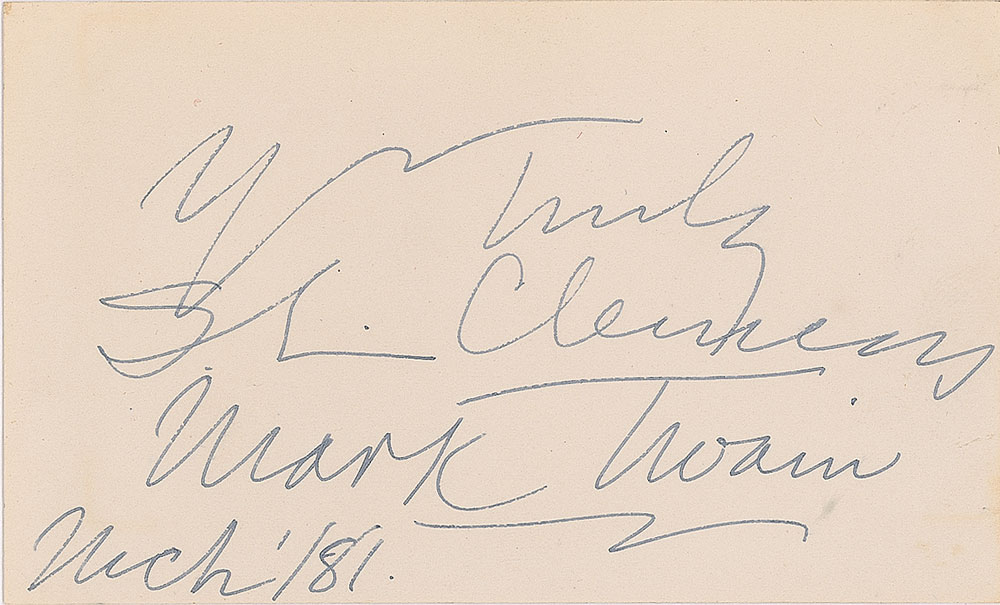 Y Truly
S. L. Clemens
Mark Twain
Mch '/81.